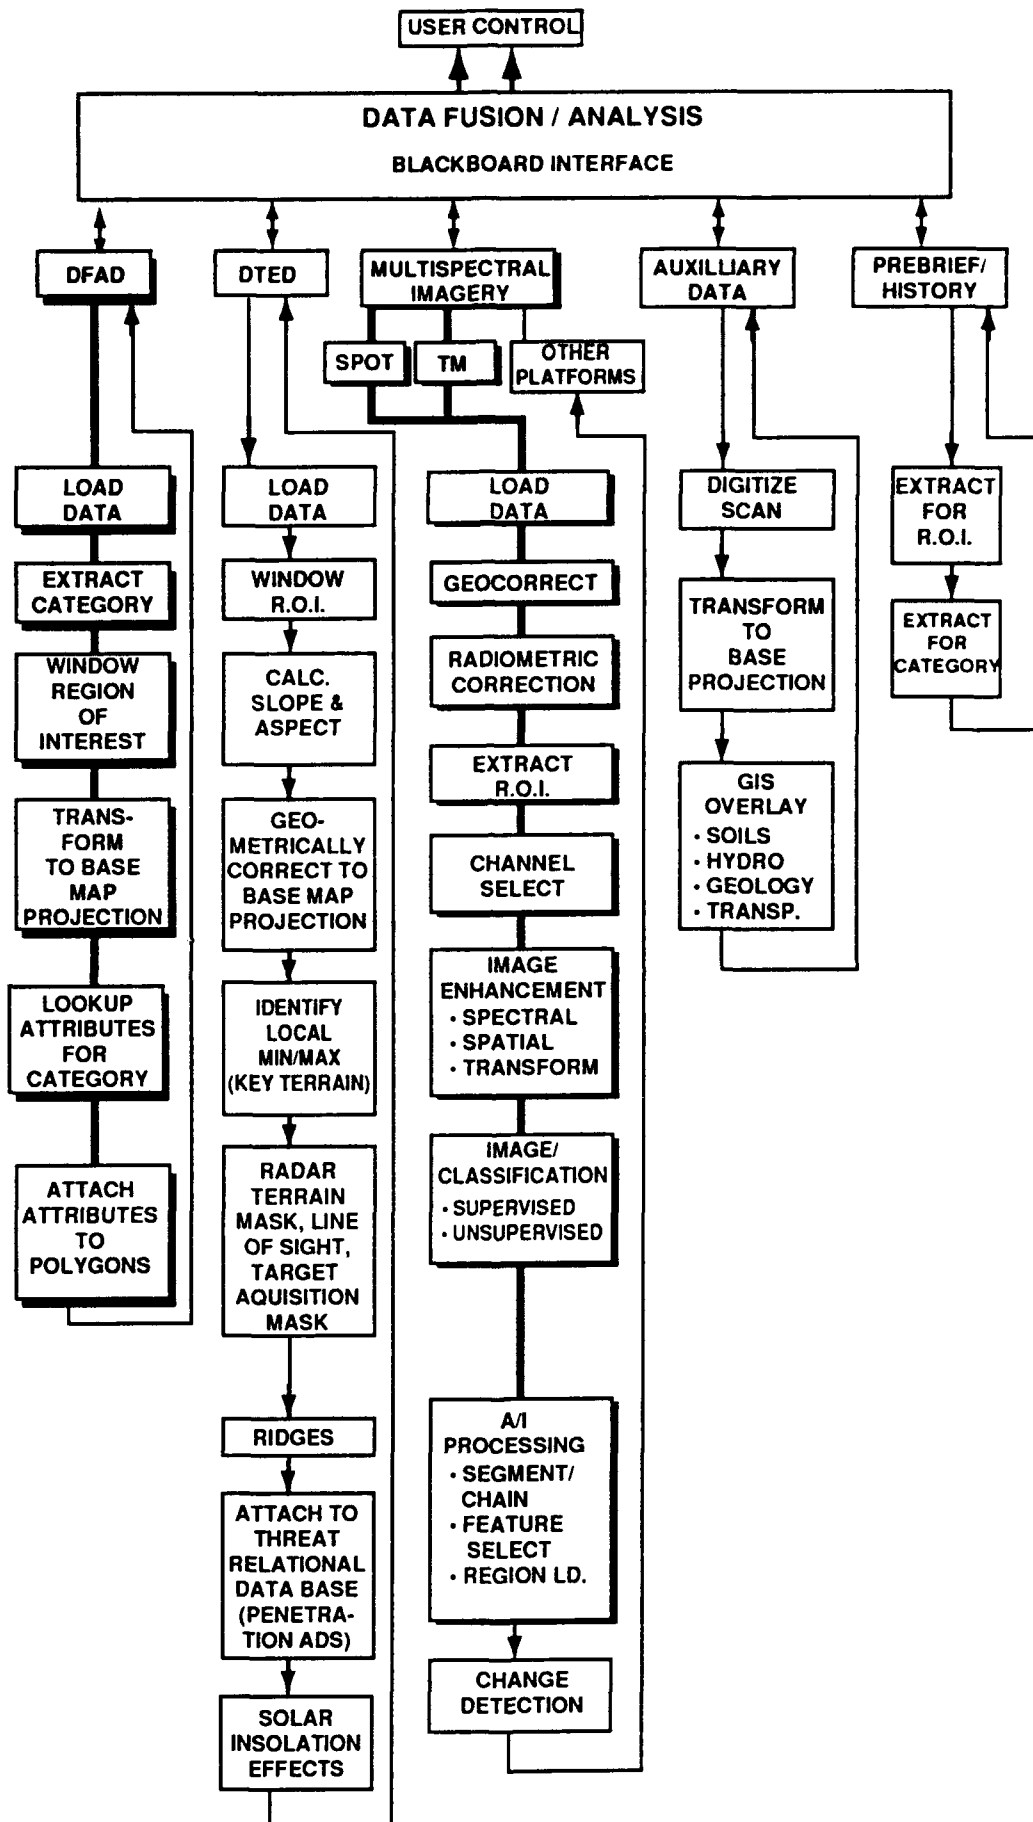 USER CONTROL
DATA FUSION / ANALYSIS
BLACKBOARD INTERFACE
DFAD
LOAD
DATA
EXTRACT
CATEGORY
WINDOW
REGION
OF
INTEREST
TRANS-
FORM
TO BASE
MAP
PROJECTION
LOOKUP
ATTRIBUTES
FOR
CATEGORY
ATTACH
ATTRIBUTES
TO
POLYGONS
DTED
LOAD
DATA
WINDOW
R.O.I.
CALC.
SLOPE &
ASPECT
GEO-
METRICALLY
CORRECT TO
BASE MAP
PROJECTION
IDENTIFY
LOCAL
MIN/MAX
(KEY TERRAIN)
RADAR
TERRAIN
MASK, LINE
OF SIGHT,
TARGET
AQUISITION
MASK
RIDGES
ATTACH TO
THREAT
RELATIONAL
DATA BASE
(PENETRA-
TION ADS)
SOLAR
INSOLATION
EFFECTS
MULTISPECTRAL
IMAGERY
SPOT
TM
OTHER
PLATFORMS
LOAD
DATA
GEOCORRECT
RADIOMETRIC
CORRECTION
EXTRACT
R.O.I.
CHANNEL
SELECT
IMAGE
ENHANCEMENT
• SPECTRAL
• SPATIAL
• TRANSFORM
IMAGE/
CLASSIFICATION
• SUPERVISED
• UNSUPERVISED
A/I
PROCESSING
• SEGMENT/
CHAIN
• FEATURE
SELECT
• REGION I.D.
CHANGE
DETECTION
AUXILLIARY
DATA
DIGITIZE
SCAN
TRANSFORM
TO
BASE
PROJECTION
GIS
OVERLAY
• SOILS
• HYDRO
• GEOLOGY
• TRANSP.
PREBRIEF/
HISTORY
EXTRACT
FOR
R.O.I.
EXTRACT
FOR
CATEGORY